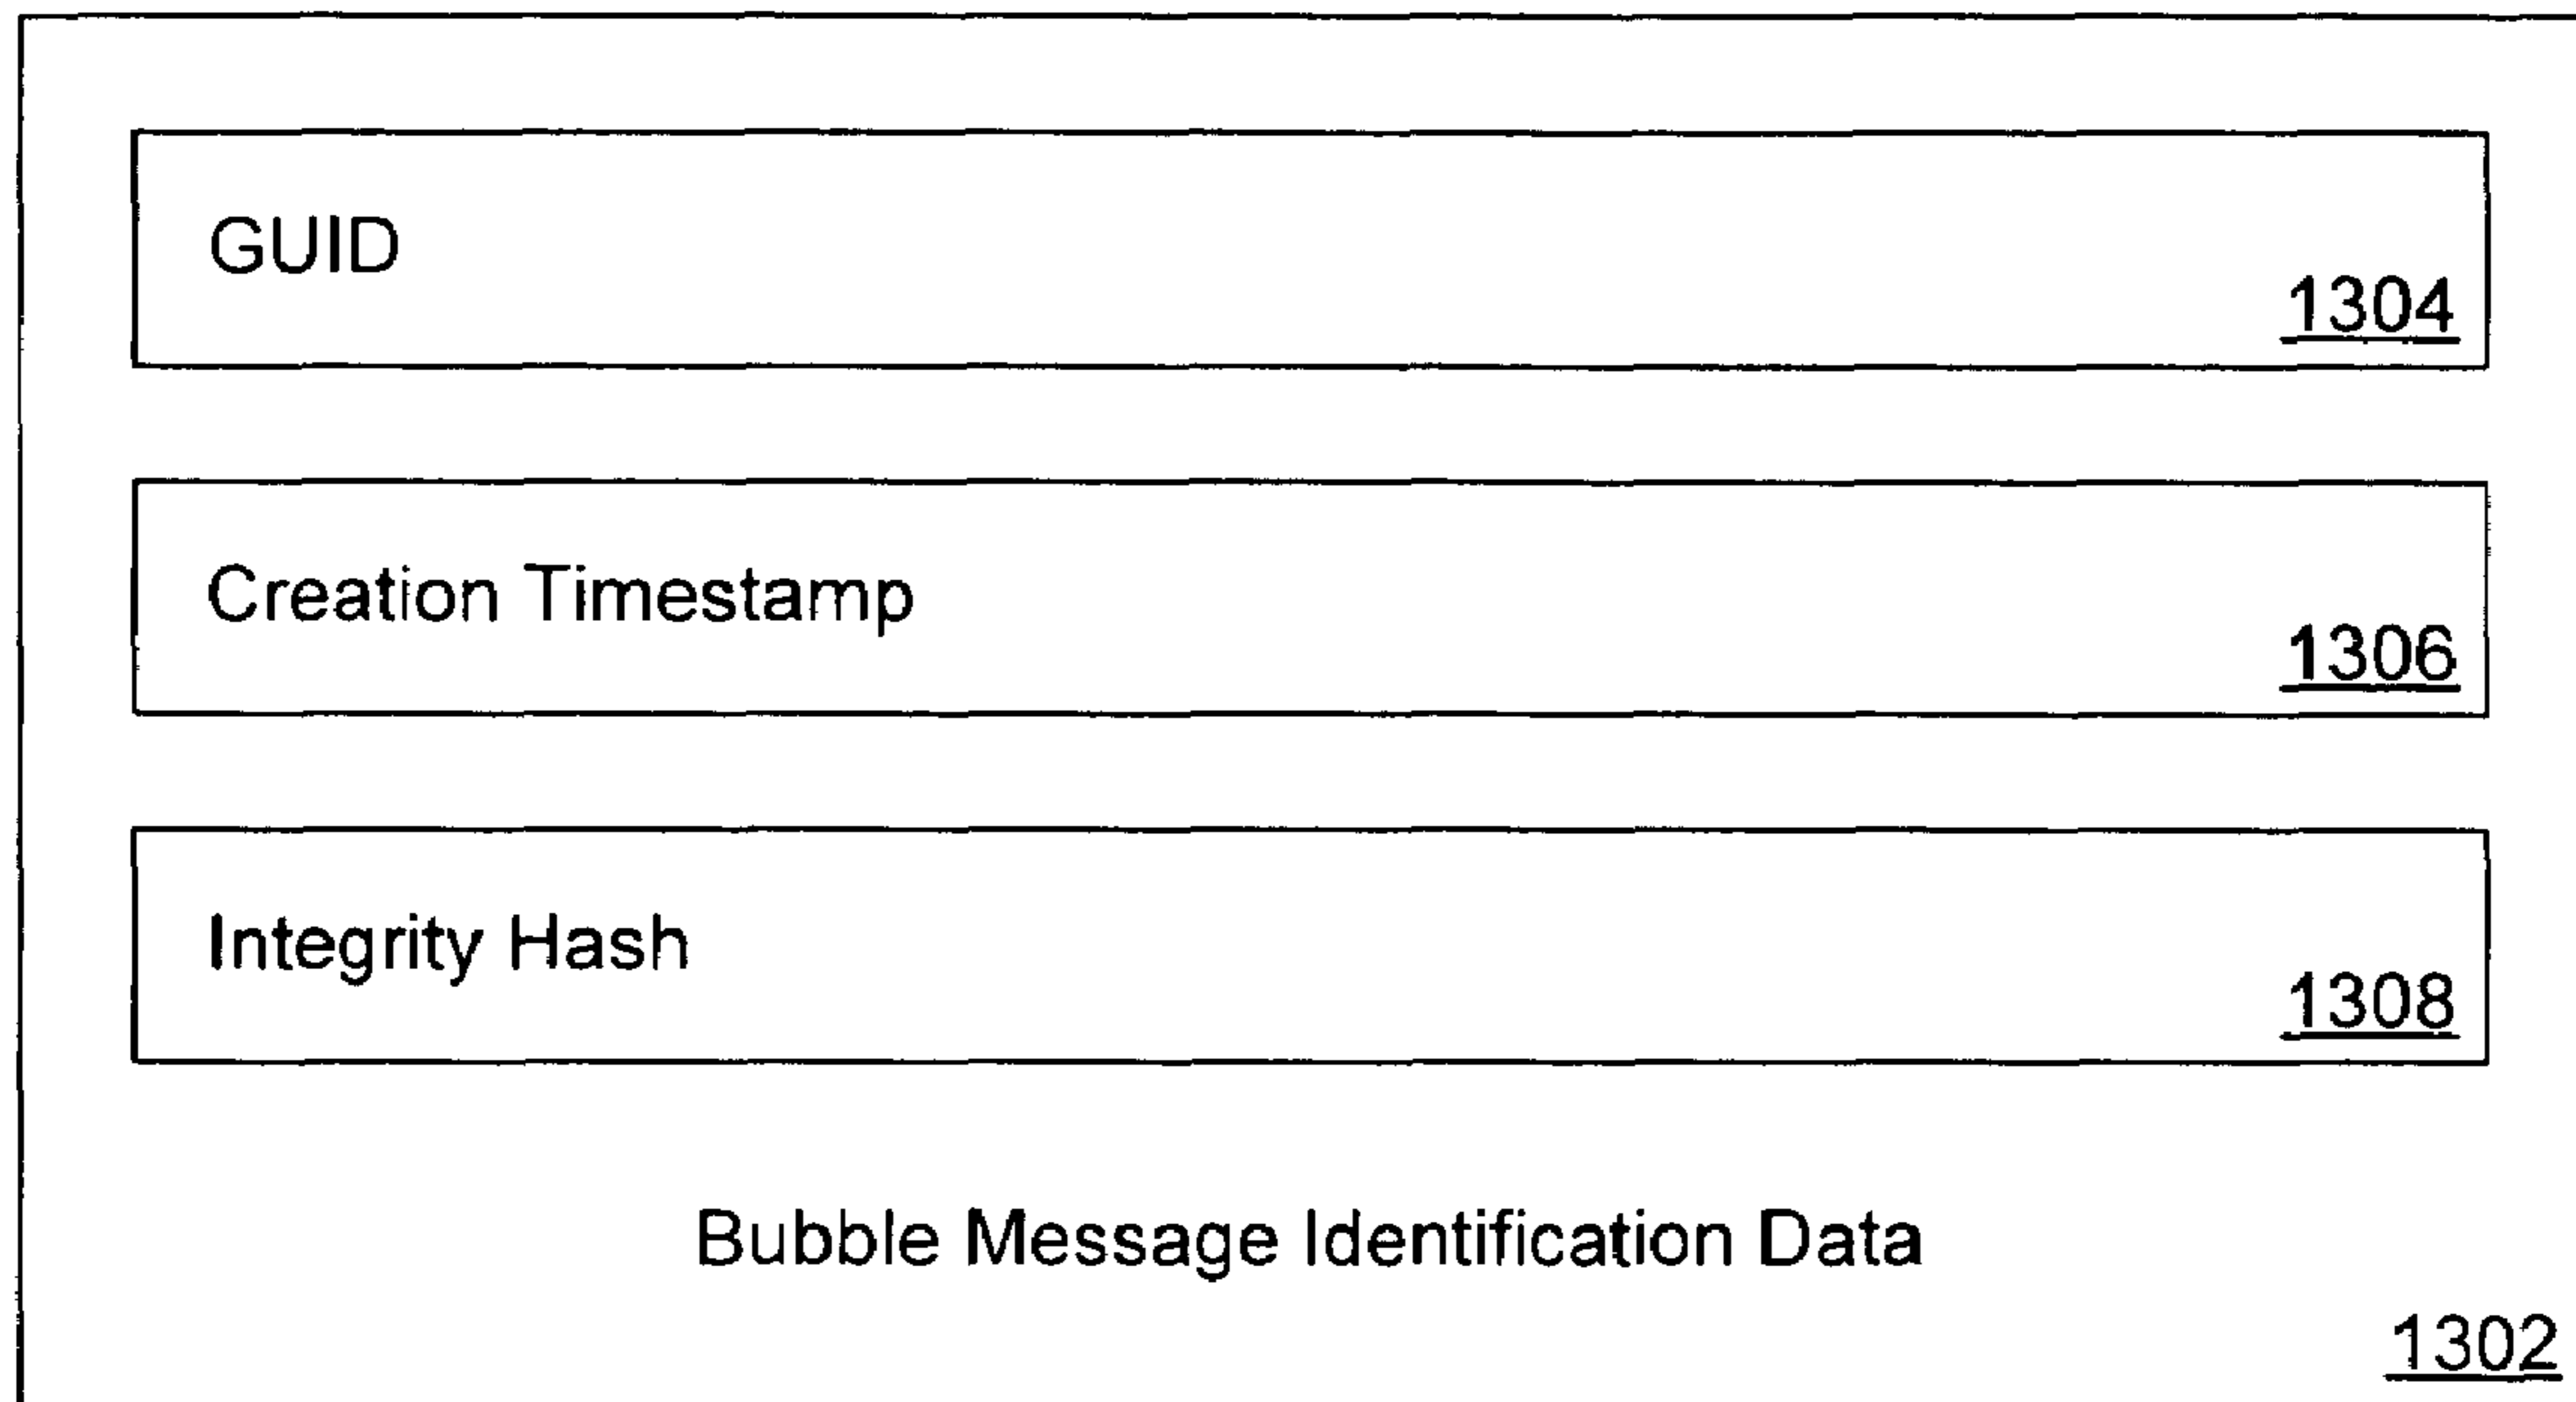 GUID
1304
Creation Timestamp
1306
Integrity Hash
1308
Bubble Message Identification Data
1302